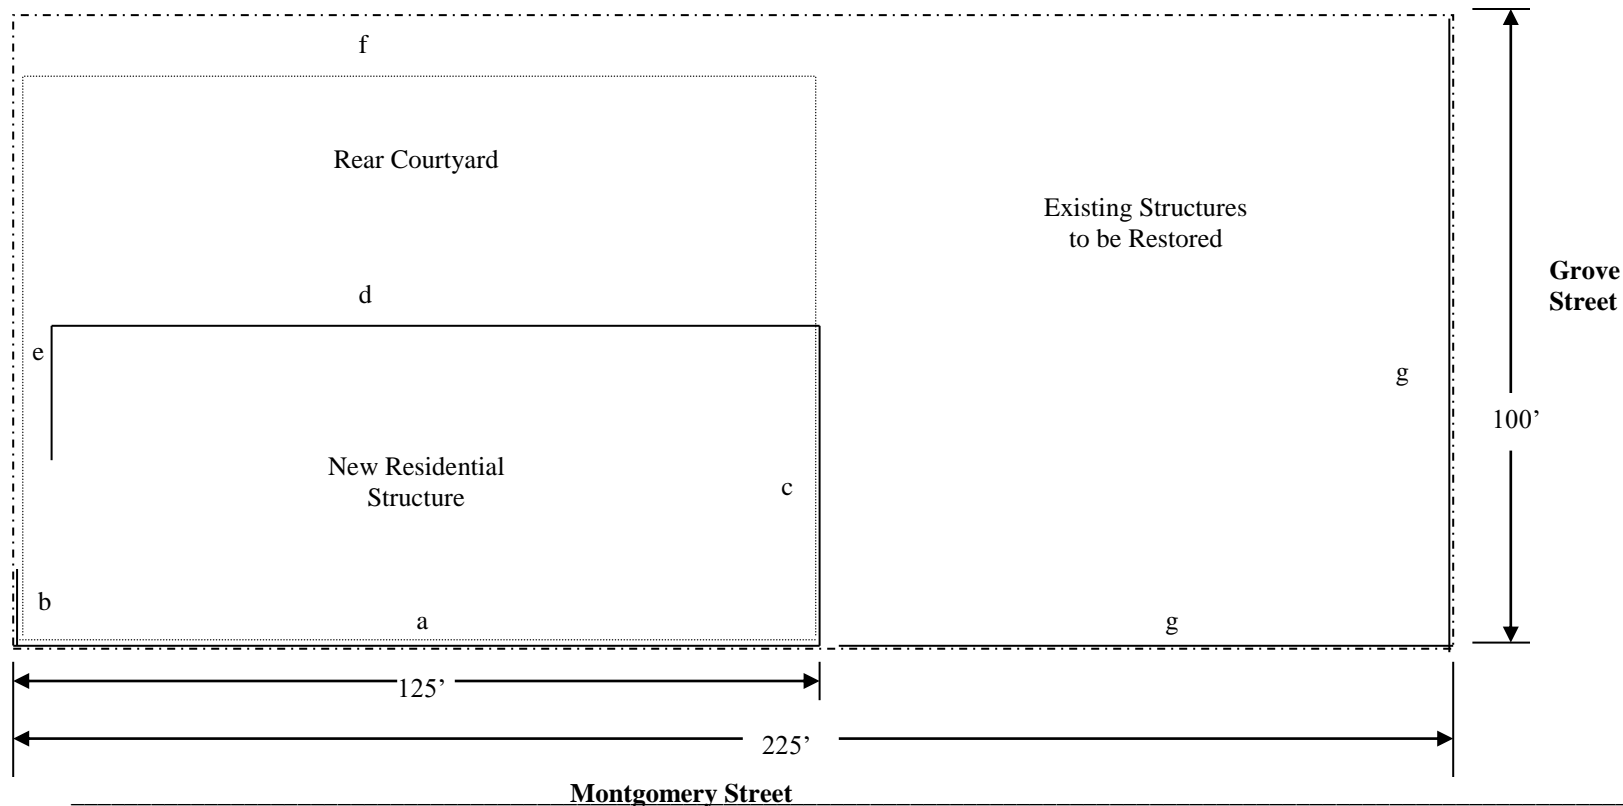 f
Rear Courtyard
Existing Structures
to be Restored
Grove
Street
d
e
g
100’
New Residential
Structure
c
b
a
g
125’
225’
Montgomery Street